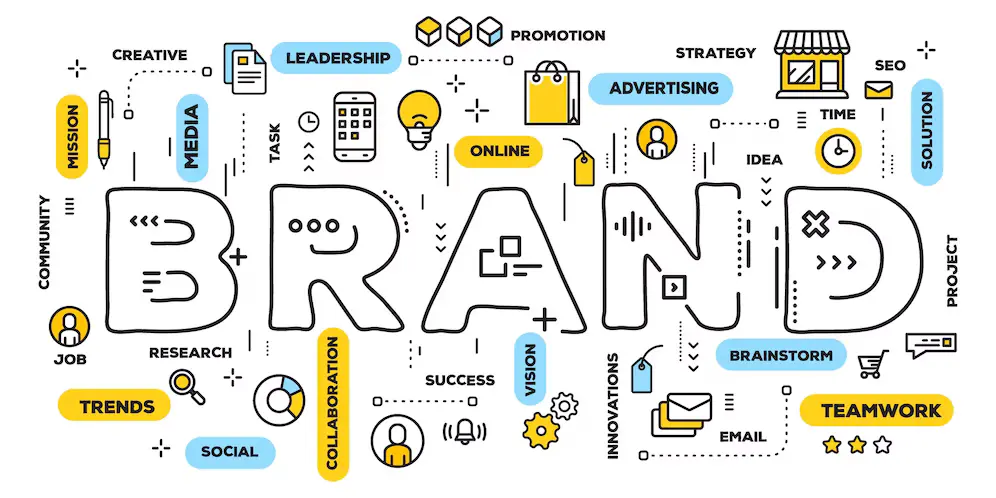 CREATIVE
LEADERSHIP
PROMOTION
STRATEGY
SEO
MISSION
MEDIA
TASK
ADVERTISING
TIME
SOLUTION
ONLINE
IDEA
COMMUNITY
BRAND
PROJECT
JOB
RESEARCH
COLLABORATION
SUCCESS
VISION
INNOVATIONS
BRAINSTORM
TRENDS
SOCIAL
EMAIL
TEAMWORK